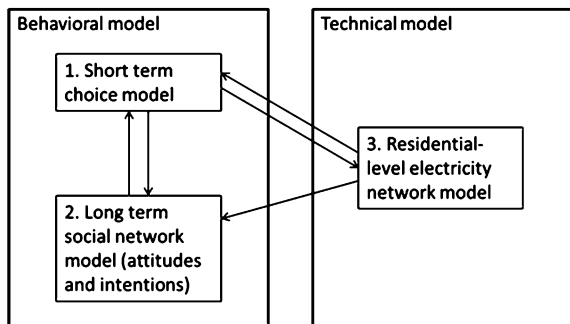 Behavioral model
Technical model
1. Short term
choice model
3. Residential-
level electricity
network model
2. Long term
social network
model (attitudes
and intentions)